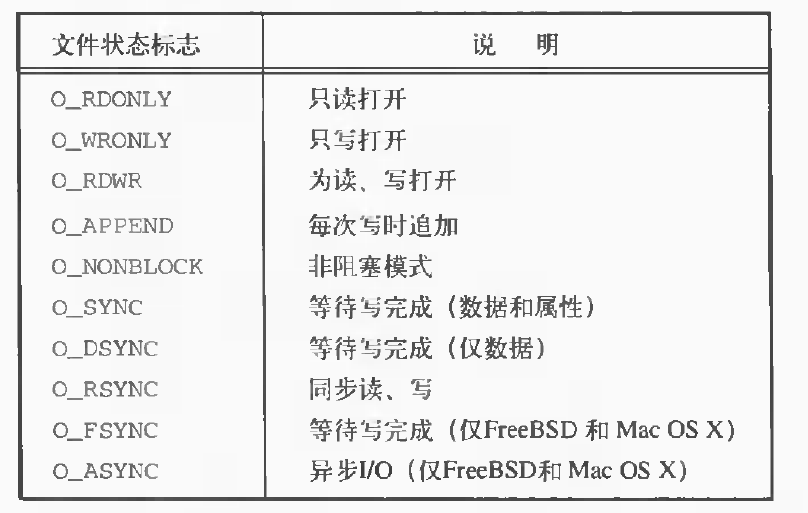 文件状态标志 说 明
O_RDONLY 只读打开
O_WRONLY 只写打开
O_RDWR 为读、写打开
O_APPEND 每次写时追加
O_NONBLOCK 非阻塞模式
O_SYNC 等待写完成（数据和属性）
O_DSYNC 等待写完成（仅数据）
O_RSYNC 同步读、写
O_FSYNC 等待写完成（仅FreeBSD 和 Mac OS X）
O_ASYNC 异步I/O（仅FreeBSD和 Mac OS X）